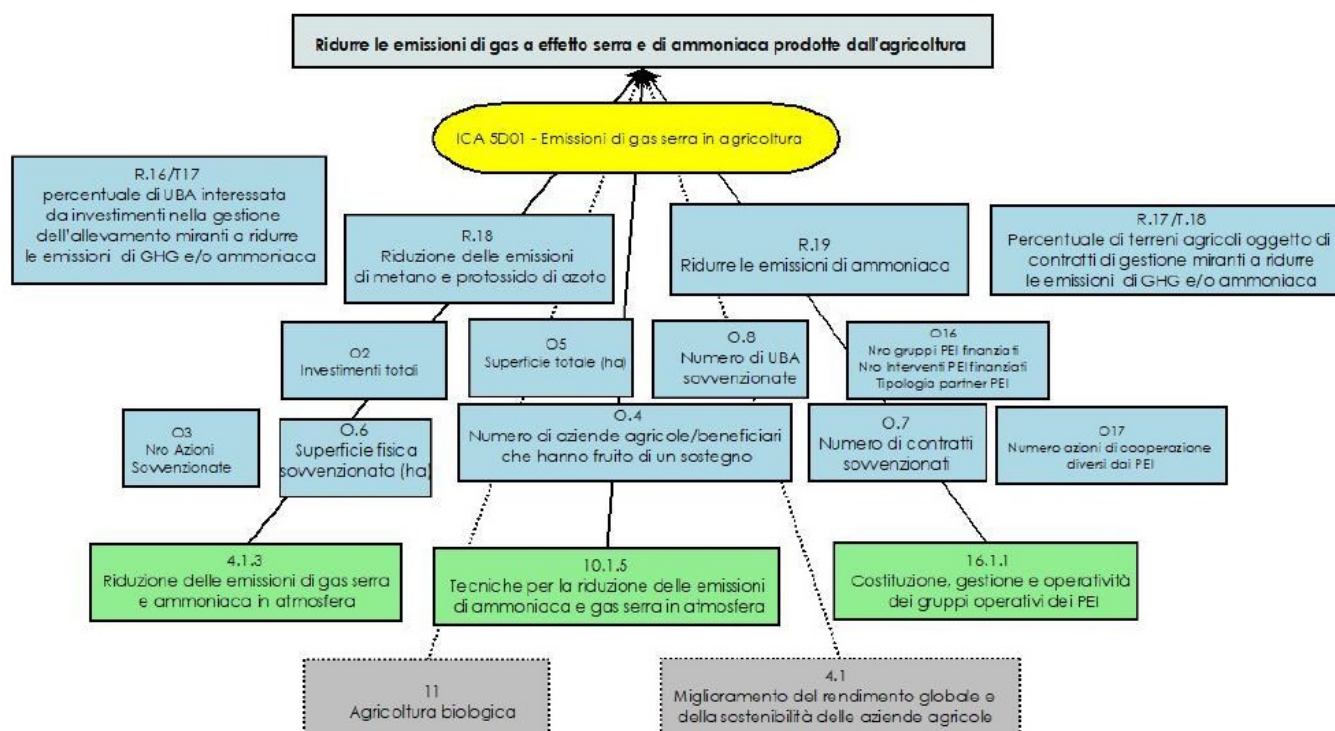 Ridurre le emissioni di gas a effetto serra e di ammoniaca prodotte dall'agricoltura
ICA 5D01 - Emissioni di gas serra in agricoltura
R.16/T17
percentuale di UBA interessata
da investimenti nella gestione
dell'allevamento miranti a ridurre
le emissioni di GHG e/o ammoniaca
R.18
Riduzione delle emissioni
di metano e protossido di azoto
R.19
Ridurre le emissioni di ammoniaca
R.17/T.18
Percentuale di terreni agricoli oggetto di
contratti di gestione miranti a ridurre
le emissioni di GHG e/o ammoniaca
O2
Investimenti totali
O5
Superficie totale (ha)
O.8
Numero di UBA
sovvenzionate
O16
Nro gruppi PEI finanziati
Nro Interventi PEI finanziati
Tipologia partner PEI
O3
Nro Azioni
Sovvenzionate
O.6
Superficie fisica
sovvenzionata (ha)
O.4
Numero di aziende agricole/beneficiari
che hanno fruito di un sostegno
O.7
Numero di contratti
sovvenzionati
O17
Numero azioni di cooperazione
diversi dai PEI
4.1.3
Riduzione delle emissioni di gas serra
e ammoniaca in atmosfera
10.1.5
Tecniche per la riduzione delle emissioni
di ammoniaca e gas serra in atmosfera
16.1.1
Costituzione, gestione e operatività
dei gruppi operativi dei PEI
11
Agricoltura biologica
4.1
Miglioramento del rendimento globale e
della sostenibilità delle aziende agricole